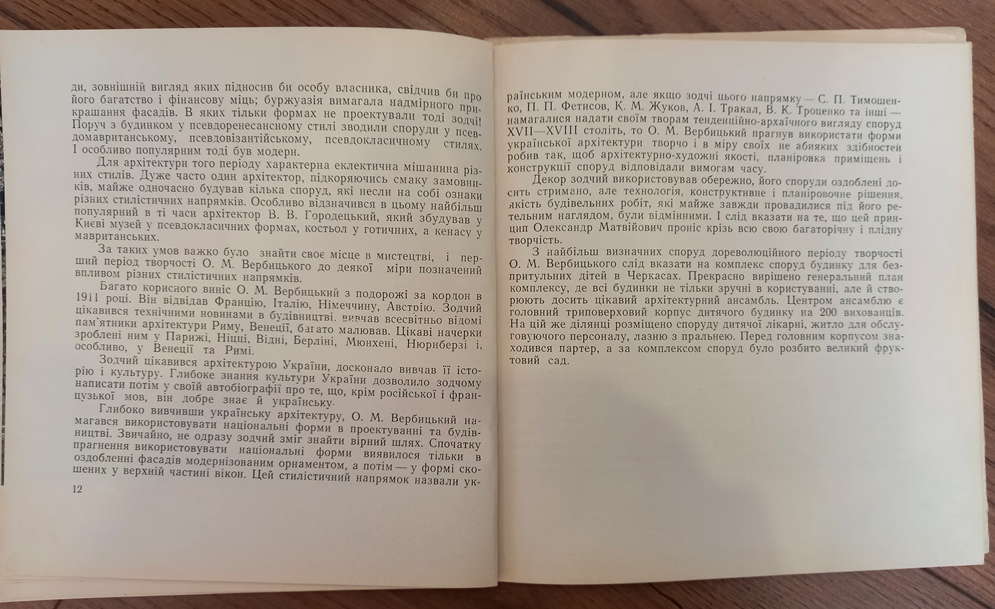 ди, зовнішній вигляд яких підносив би особу власника, свідчив би про
його багатство і фінансову міць; буржуазія вимагала надмірного при-
крашання фасадів. В яких тільки формах не проектували тоді зодчі!
Поруч з будинком у псевдоренесансному стилі зводили споруди у псев-
домавританському, псевдовізантійському, псевдокласичному стилях.
І особливо популярним тоді був модерн.
Для архітектури того періоду характерна еклектична мішанина різ-
них стилів. Дуже часто один архітектор, підкоряючись смаку замовни-
ків, майже одночасно будував кілька споруд, які несли на собі ознаки
різних стилістичних напрямків. Особливо відзначився в цьому найбільш
популярний в ті часи архітектор В. В. Городецький, який збудував у
Києві музей у псевдокласичних формах, костьол у готичних, а кенасу у
мавританських.
За таких умов важко було знайти своє місце в мистецтві, і пер-
ший період творчості О. М. Вербицького до деякої міри позначений
впливом різних стилістичних напрямків.
Багато корисного виніс О. М. Вербицький з подорожі за кордон в
1911 році. Він відвідав Францію, Італію, Німеччину, Австрію. Зодчий
цікавився технічними новинами в будівництві, вивчав всесвітньо відомі
пам'ятники архітектури Риму, Венеції, багато малював. Цікаві начерки
зроблені ним у Парижі, Ніцці, Відні, Берліні, Мюнхені, Нюрнберзі і,
особливо, у Венеції та Римі.
Зодчий цікавився архітектурою України, досконало вивчав її істо-
рію і культуру. Глибоке знання культури України дозволило зодчому
написати потім у своїй автобіографії про те, що, крім російської і фран-
цузької мов, він добре знає й українську.
Глибоко вивчивши українську архітектуру, О. М. Вербицький на-
магався використовувати національні форми в проектуванні та будів-
ництві. Звичайно, не одразу зодчий зміг знайти вірний шлях. Спочатку
прагнення використовувати національні форми виявилося тільки в
оздобленні фасадів модернізованим орнаментом, а потім — у формі ско-
шених у верхній частині вікон. Цей стилістичний напрямок назвали ук-
12
раїнським модерном, але якщо зодчі цього напрямку — С. П. Тимошен-
ко, П. П. Фетисов, К. М. Жуков, А. І. Тракал, В. К. Троценко та інші —
намагалися надати своїм творам тенденційно-архаїчного вигляду споруд
XVII—XVIII століть, то О. М. Вербицький прагнув використати форми
української архітектури творчо і в міру своїх не абияких здібностей
робив так, щоб архітектурно-художні якості, планіровка приміщень і
конструкції споруд відповідали вимогам часу.
Декор зодчий використовував обережно, його споруди оздоблені до-
сить стримано, але технологія, конструктивне і планіровочне рішення,
якість будівельних робіт, які майже завжди провадилися під його ре-
тельним наглядом, були відмінними. І слід вказати на те, що цей прин-
цип Олександр Матвійович проніс крізь всю свою багаторічну і плідну
творчість.
З найбільш визначних споруд дореволюційного періоду творчості
О. М. Вербицького слід вказати на комплекс споруд будинку для без-
притульних дітей в Черкасах. Прекрасно вирішено генеральний план
комплексу, де всі будинки не тільки зручні в користуванні, але й ство-
рюють досить цікавий архітектурний ансамбль. Центром ансамблю є
головний триповерховий корпус дитячого будинку на 200 вихованців.
На цій же ділянці розміщено споруду дитячої лікарні, житло для обслу-
говуючого персоналу, лазню з пральнею. Перед головним корпусом зна-
ходився партер, а за комплексом споруд було розбито великий фрук-
товий сад.